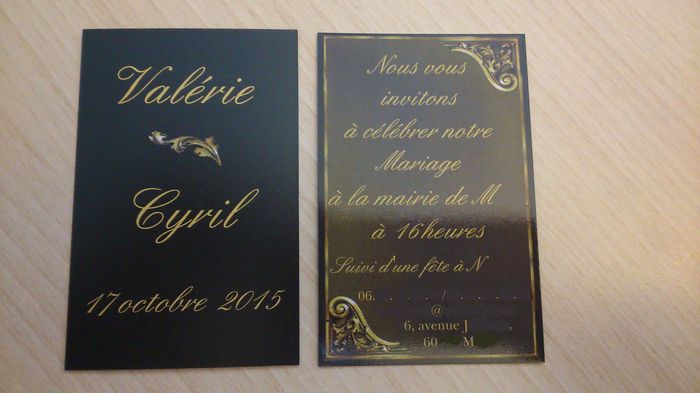 Valérie
Cyril
17 octobre 2015
Nous vous
invitons
à célébrer notre
Mariage
à la mairie de M
à 16heures
Suivi d'une fête à N
06. . . . . / . . . . .
@
6, avenue J ,
60 M